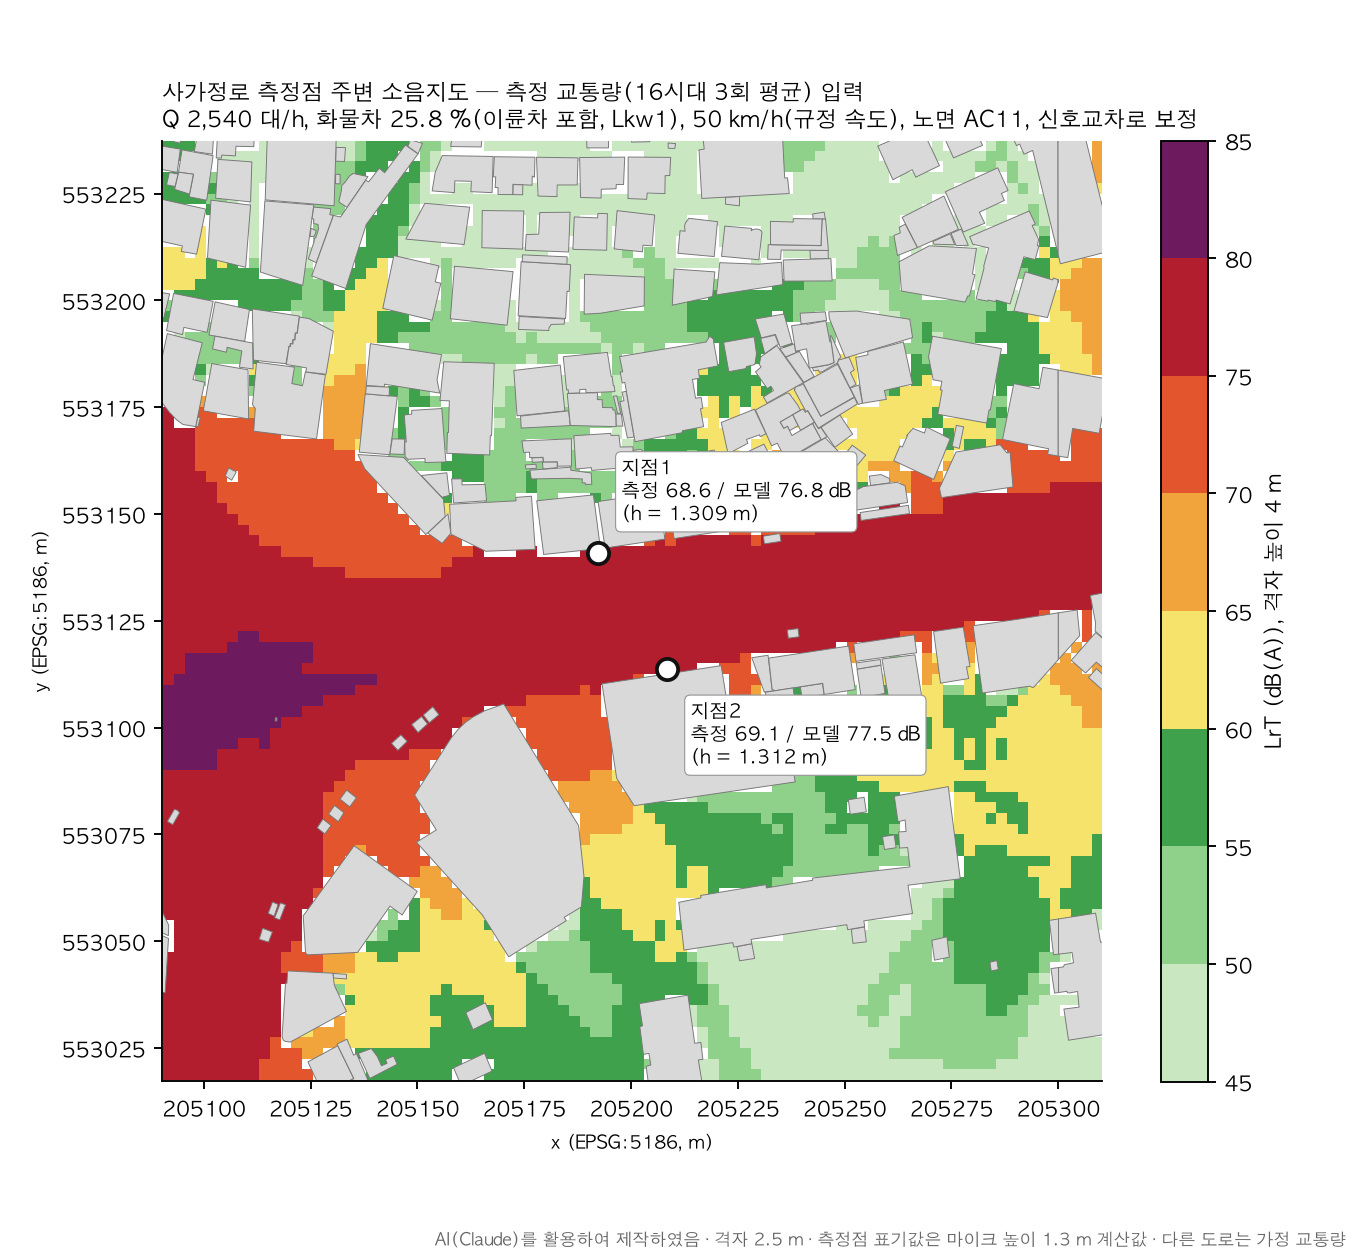 사가정로 측정점 주변 소음지도 — 측정 교통량(16시대 3회 평균) 입력
Q 2,540 대/h, 화물차 25.8 %(이륜차 포함, Lkw1), 50 km/h(규정 속도), 노면 AC11, 신호교차로 보정
553225
553200
553175
553150
553125
553100
553075
553050
553025
y (EPSG:5186, m)
지점1
측정 68.6 / 모델 76.8 dB
(h = 1.309 m)
지점2
측정 69.1 / 모델 77.5 dB
(h = 1.312 m)
205100 205125 205150 205175 205200 205225 205250 205275 205300
x (EPSG:5186, m)
85
80
75
70
65
60
55
50
45
LrT (dB(A)), 격자 높이 4 m
AI(Claude)를 활용하여 제작하였음 · 격자 2.5 m · 측정점 표기값은 마이크 높이 1.3 m 계산값 · 다른 도로는 가정 교통량